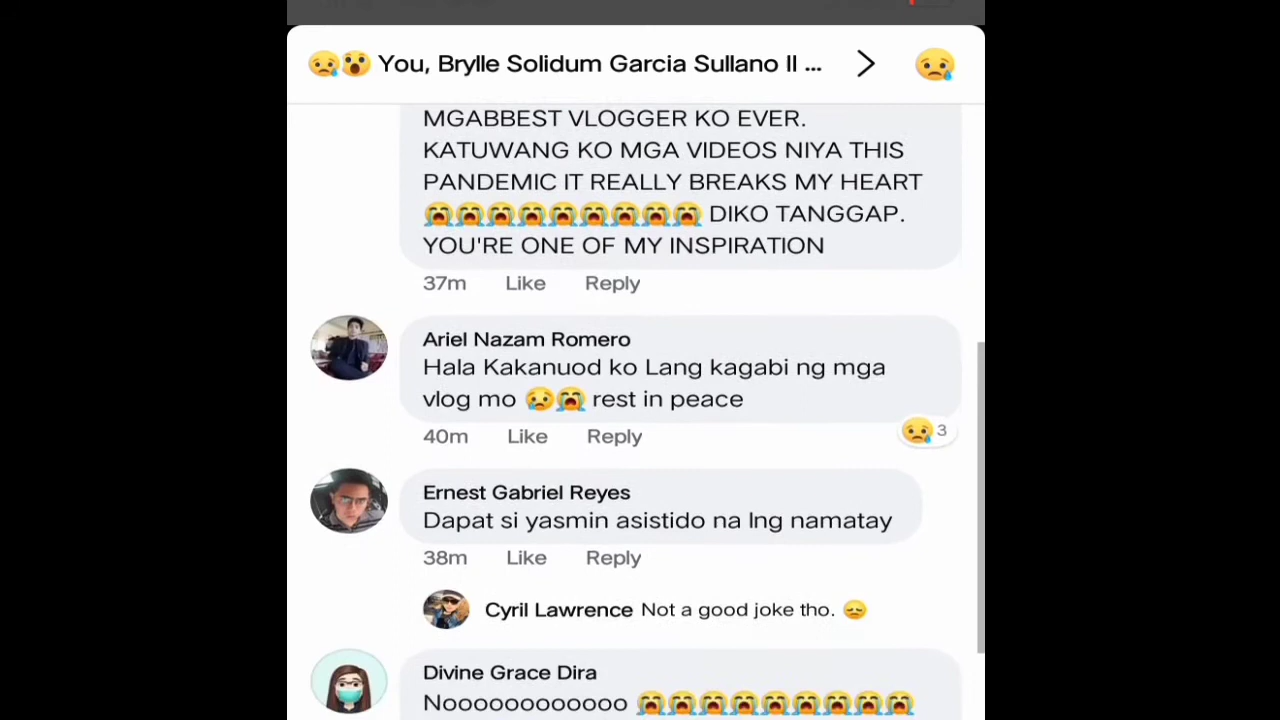 You, Brylle Solidum Garcia Sullano II ...
MGABBEST VLOGGER KO EVER.
KATUWANG KO MGA VIDEOS NIYA THIS
PANDEMIC IT REALLY BREAKS MY HEART
😭😭😭😭😭😭😭😭😭 DIKO TANGGAP.
YOU'RE ONE OF MY INSPIRATION
37m Like Reply
Ariel Nazam Romero
Hala Kakanuod ko Lang kagabi ng mga
vlog mo 😢😭 rest in peace
3
40m Like Reply
Ernest Gabriel Reyes
Dapat si yasmin asistido na lng namatay
38m Like Reply
Cyril Lawrence Not a good joke tho. 😞
Divine Grace Dira
Noooooooooooo 😭😭😭😭😭😭😭😭😭